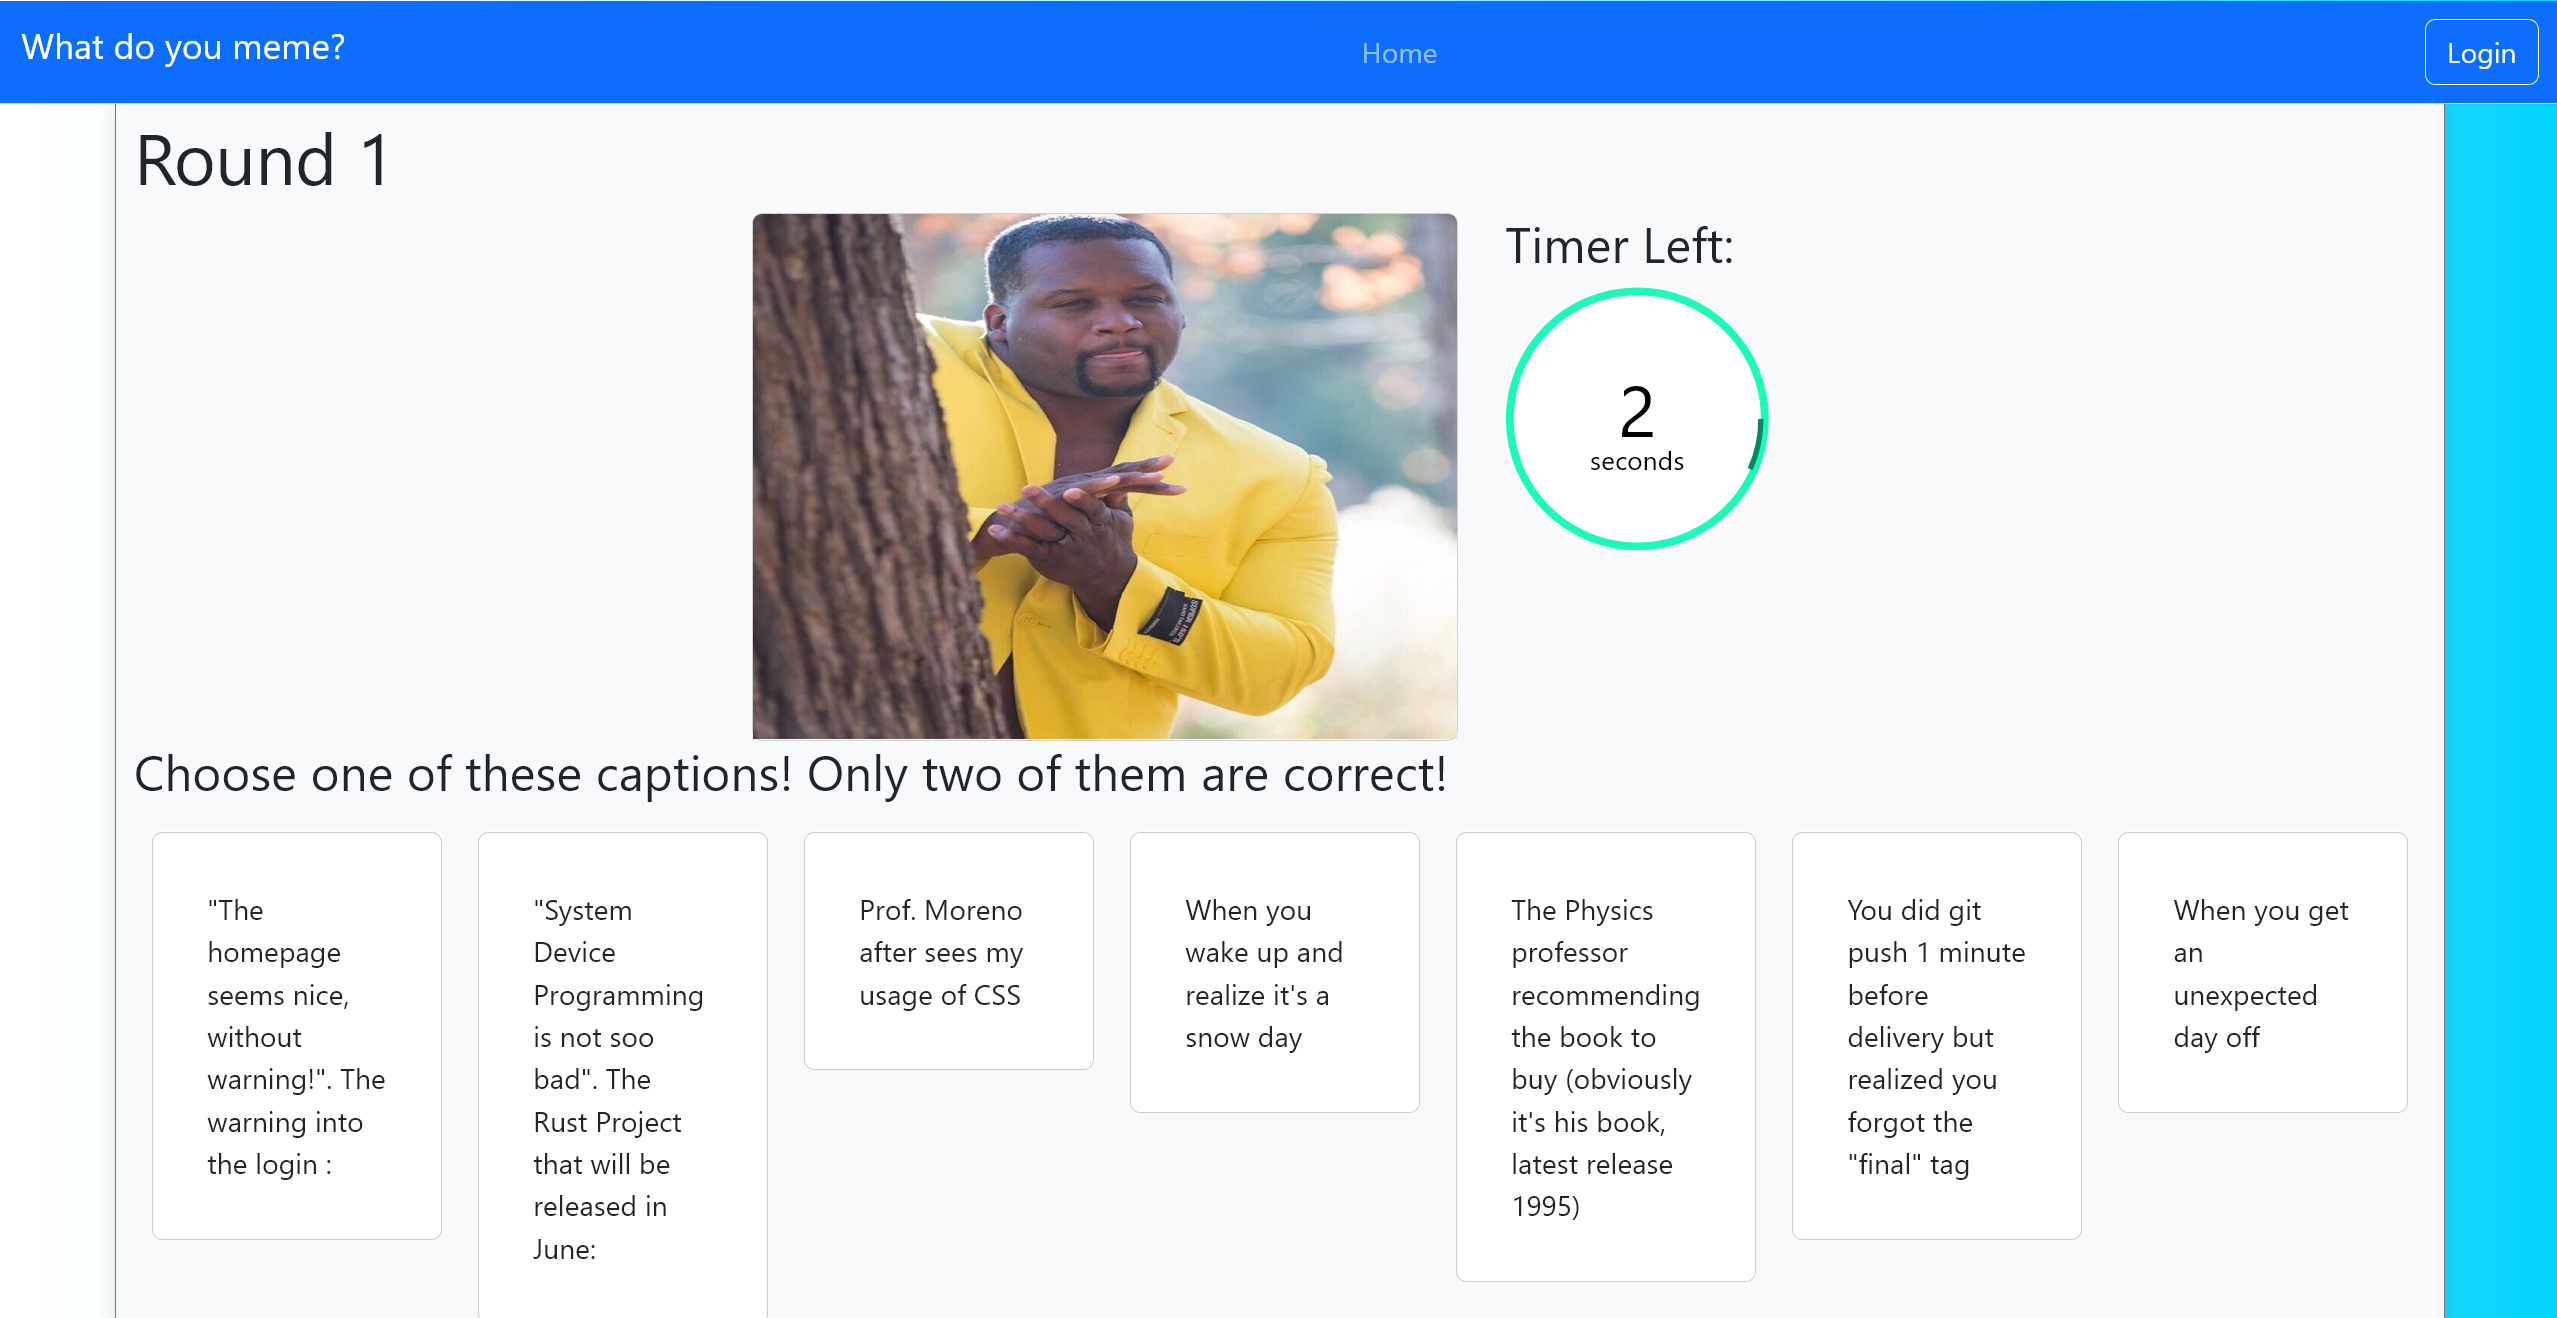 What do you meme?
Home
Login
Round 1
Timer Left:
2
seconds
SUPER 150'S
Choose one of these captions! Only two of them are correct!
"The
homepage
seems nice,
without
warning!". The
warning into
the login :
"System
Device
Programming
is not soo
bad". The
Rust Project
that will be
released in
June:
Prof. Moreno
after sees my
usage of CSS
When you
wake up and
realize it's a
snow day
The Physics
professor
recommending
the book to
buy (obviously
it's his book,
latest release
1995)
You did git
push 1 minute
before
delivery but
realized you
forgot the
"final" tag
When you get
an
unexpected
day off